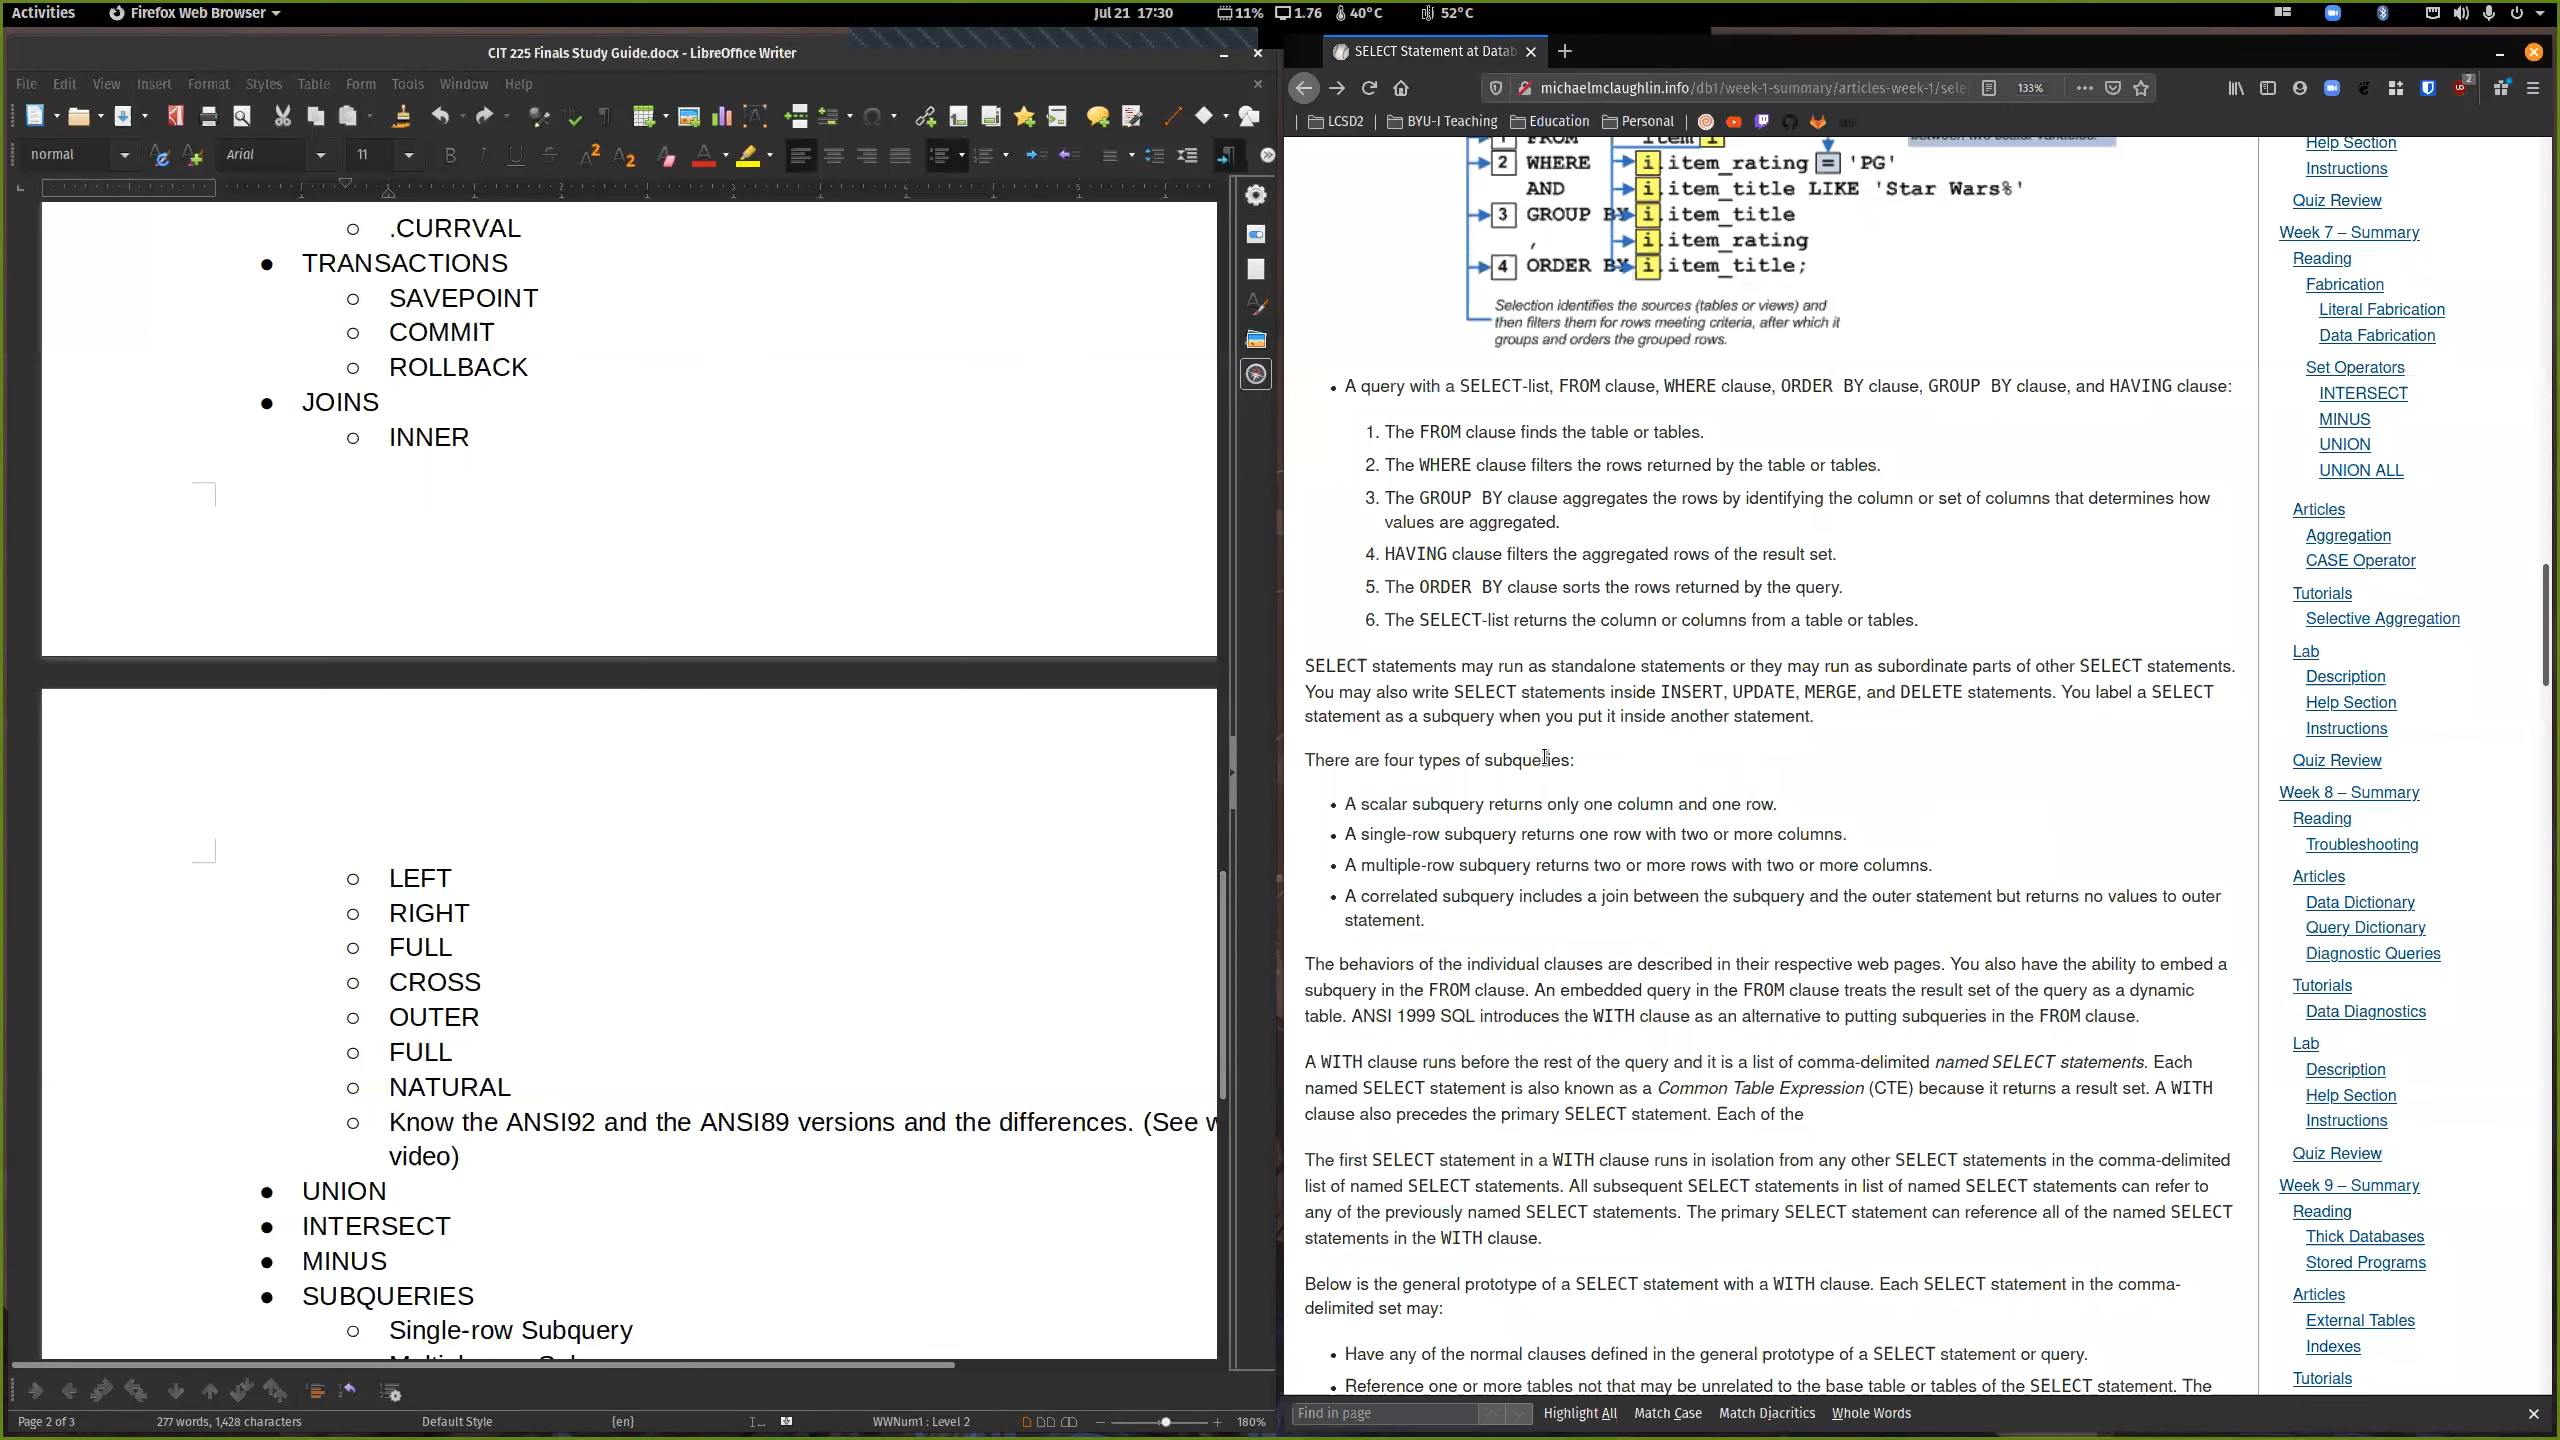 Activities Firefox Web Browser Jul 21 17:30 11% 1.76 40°C 52°C
CIT 225 Finals Study Guide.docx - LibreOffice Writer
File Edit View Insert Format Styles Table Form Tools Window Help
normal Arial 11
.CURRVAL
TRANSACTIONS
SAVEPOINT
COMMIT
ROLLBACK
JOINS
INNER
LEFT
RIGHT
FULL
CROSS
OUTER
FULL
NATURAL
Know the ANSI92 and the ANSI89 versions and the differences. (See
video)
UNION
INTERSECT
MINUS
SUBQUERIES
Single-row Subquery
Page 2 of 3 277 words, 1,428 characters Default Style {en} WWNum1 : Level 2 180%
SELECT Statement at Datab
michaelmclaughlin.info/db1/week-1-summary/articles-week-1/sele 133%
LCSD2 BYU-I Teaching Education Personal
1 FROM item i
2 WHERE i.item_rating = 'PG'
AND i.item_title LIKE 'Star Wars%'
3 GROUP BY i.item_title
, i.item_rating
4 ORDER BY i.item_title;
Selection identifies the sources (tables or views) and
then filters them for rows meeting criteria, after which it
groups and orders the grouped rows.
between two scalar variables.
• A query with a SELECT-list, FROM clause, WHERE clause, ORDER BY clause, GROUP BY clause, and HAVING clause:
1. The FROM clause finds the table or tables.
2. The WHERE clause filters the rows returned by the table or tables.
3. The GROUP BY clause aggregates the rows by identifying the column or set of columns that determines how
values are aggregated.
4. HAVING clause filters the aggregated rows of the result set.
5. The ORDER BY clause sorts the rows returned by the query.
6. The SELECT-list returns the column or columns from a table or tables.
SELECT statements may run as standalone statements or they may run as subordinate parts of other SELECT statements.
You may also write SELECT statements inside INSERT, UPDATE, MERGE, and DELETE statements. You label a SELECT
statement as a subquery when you put it inside another statement.
There are four types of subqueries:
• A scalar subquery returns only one column and one row.
• A single-row subquery returns one row with two or more columns.
• A multiple-row subquery returns two or more rows with two or more columns.
• A correlated subquery includes a join between the subquery and the outer statement but returns no values to outer
statement.
The behaviors of the individual clauses are described in their respective web pages. You also have the ability to embed a
subquery in the FROM clause. An embedded query in the FROM clause treats the result set of the query as a dynamic
table. ANSI 1999 SQL introduces the WITH clause as an alternative to putting subqueries in the FROM clause.
A WITH clause runs before the rest of the query and it is a list of comma-delimited named SELECT statements. Each
named SELECT statement is also known as a Common Table Expression (CTE) because it returns a result set. A WITH
clause also precedes the primary SELECT statement. Each of the
The first SELECT statement in a WITH clause runs in isolation from any other SELECT statements in the comma-delimited
list of named SELECT statements. All subsequent SELECT statements in list of named SELECT statements can refer to
any of the previously named SELECT statements. The primary SELECT statement can reference all of the named SELECT
statements in the WITH clause.
Below is the general prototype of a SELECT statement with a WITH clause. Each SELECT statement in the comma-
delimited set may:
• Have any of the normal clauses defined in the general prototype of a SELECT statement or query.
• Reference one or more tables not that may be unrelated to the base table or tables of the SELECT statement. The
Find in page Highlight All Match Case Match Diacritics Whole Words
Help Section
Instructions
Quiz Review
Week 7 – Summary
Reading
Fabrication
Literal Fabrication
Data Fabrication
Set Operators
INTERSECT
MINUS
UNION
UNION ALL
Articles
Aggregation
CASE Operator
Tutorials
Selective Aggregation
Lab
Description
Help Section
Instructions
Quiz Review
Week 8 – Summary
Reading
Troubleshooting
Articles
Data Dictionary
Query Dictionary
Diagnostic Queries
Tutorials
Data Diagnostics
Lab
Description
Help Section
Instructions
Quiz Review
Week 9 – Summary
Reading
Thick Databases
Stored Programs
Articles
External Tables
Indexes
Tutorials